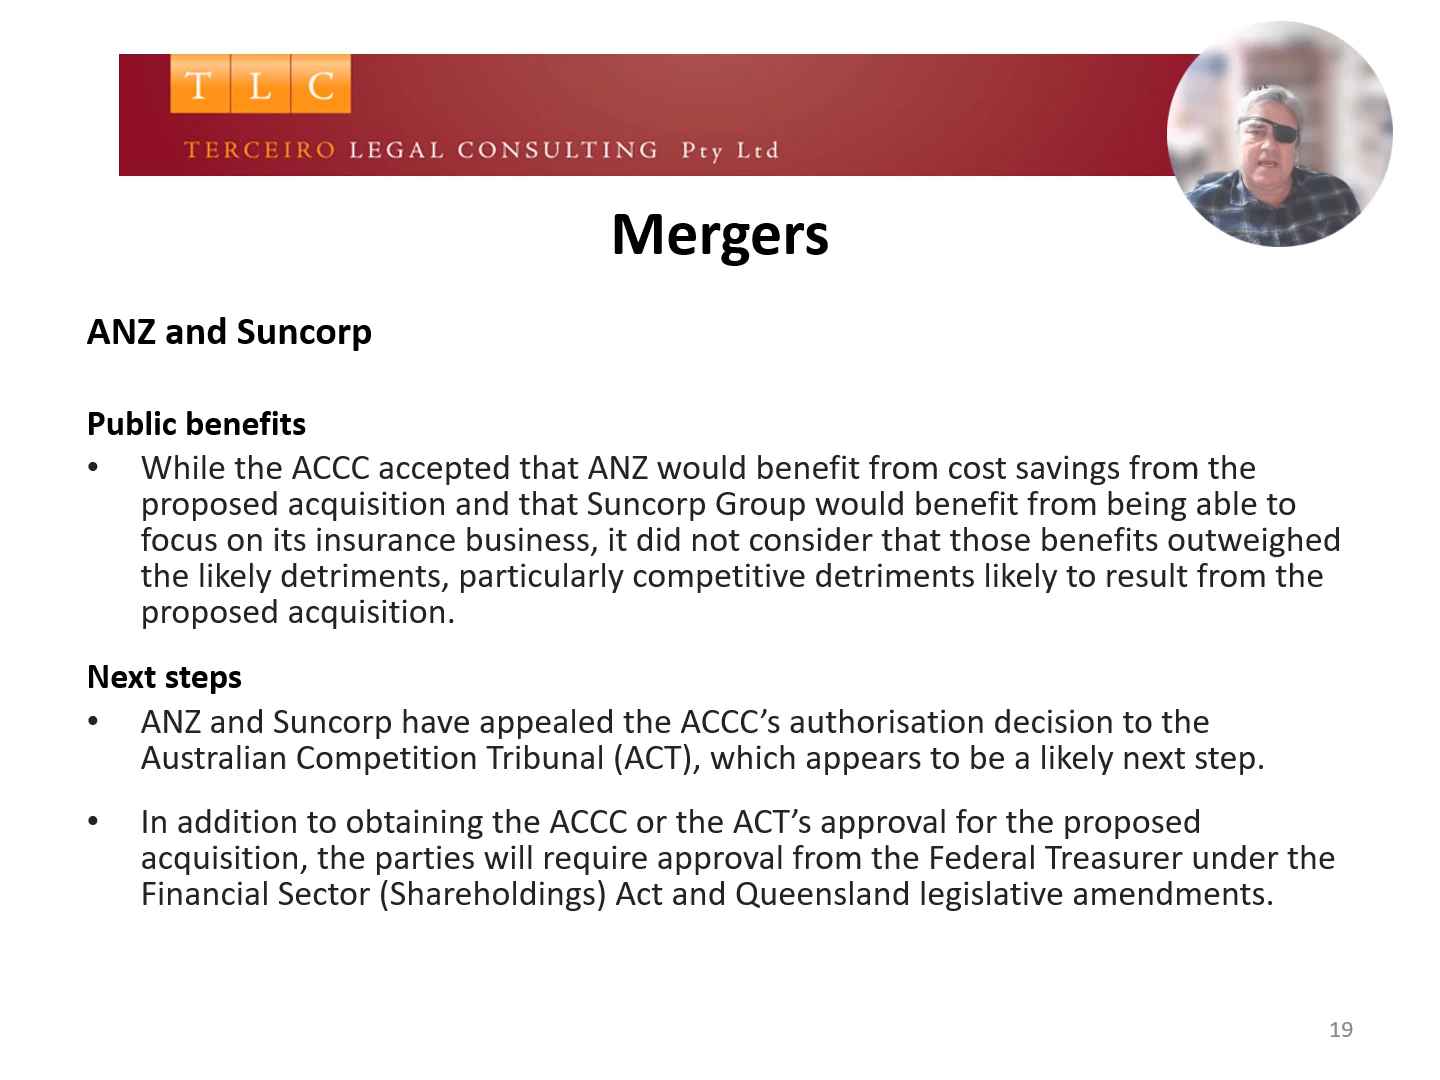 T L C
TERCEIRO LEGAL CONSULTING Pty Ltd
Mergers
ANZ and Suncorp
Public benefits
• While the ACCC accepted that ANZ would benefit from cost savings from the
proposed acquisition and that Suncorp Group would benefit from being able to
focus on its insurance business, it did not consider that those benefits outweighed
the likely detriments, particularly competitive detriments likely to result from the
proposed acquisition.
Next steps
• ANZ and Suncorp have appealed the ACCC’s authorisation decision to the
Australian Competition Tribunal (ACT), which appears to be a likely next step.
• In addition to obtaining the ACCC or the ACT’s approval for the proposed
acquisition, the parties will require approval from the Federal Treasurer under the
Financial Sector (Shareholdings) Act and Queensland legislative amendments.
19